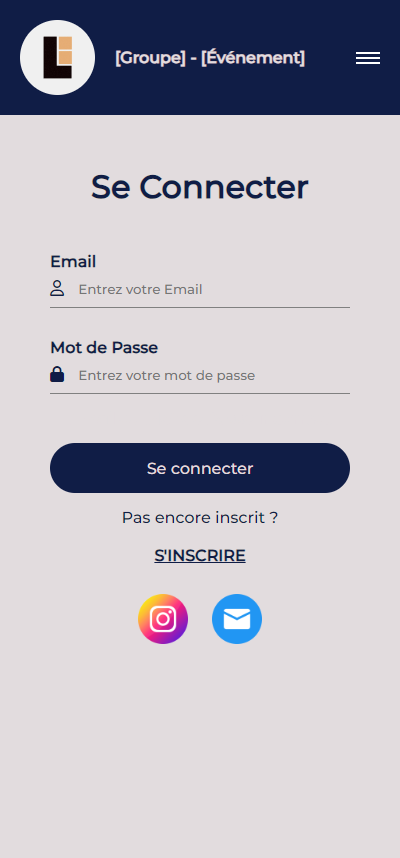 [Groupe] - [Événement]
Se Connecter
Email
Entrez votre Email
Mot de Passe
Entrez votre mot de passe
Se connecter
Pas encore inscrit ?
S'INSCRIRE